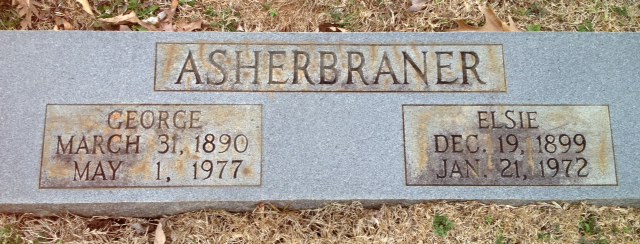 ASHERBRANER
GEORGE
MARCH 31, 1890
MAY 1, 1977
ELSIE
DEC. 19, 1899
JAN. 21, 1972